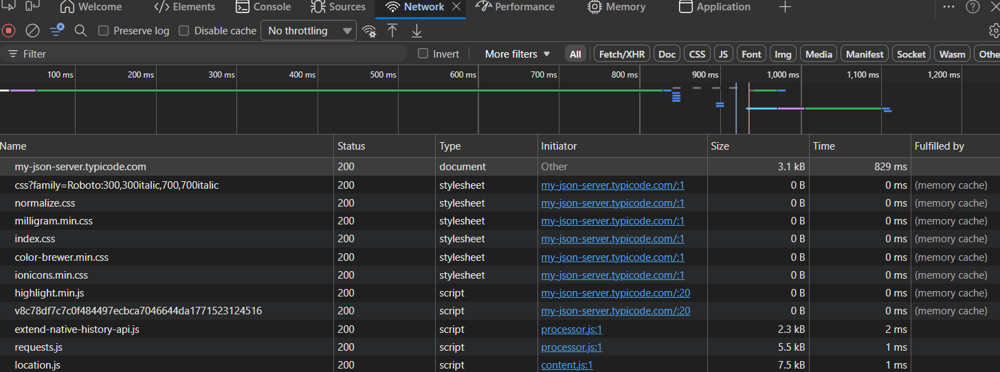 Welcome Elements Console Sources Network Performance Memory Application
Preserve log Disable cache No throttling
Filter Invert More filters All Fetch/XHR Doc CSS JS Font Img Media Manifest Socket Wasm Othe
100 ms 200 ms 300 ms 400 ms 500 ms 600 ms 700 ms 800 ms 900 ms 1,000 ms 1,100 ms 1,200 ms
Name Status Type Initiator Size Time Fulfilled by
my-json-server.typicode.com 200 document Other 3.1 kB 829 ms
css?family=Roboto:300,300italic,700,700italic 200 stylesheet my-json-server.typicode.com/:1 0 B 0 ms (memory cache)
normalize.css 200 stylesheet my-json-server.typicode.com/:1 0 B 0 ms (memory cache)
milligram.min.css 200 stylesheet my-json-server.typicode.com/:1 0 B 0 ms (memory cache)
index.css 200 stylesheet my-json-server.typicode.com/:1 0 B 0 ms (memory cache)
color-brewer.min.css 200 stylesheet my-json-server.typicode.com/:1 0 B 0 ms (memory cache)
ionicons.min.css 200 stylesheet my-json-server.typicode.com/:1 0 B 0 ms (memory cache)
highlight.min.js 200 script my-json-server.typicode.com/:20 0 B 0 ms (memory cache)
v8c78df7c7c0f484497ecbca7046644da1771523124516 200 script my-json-server.typicode.com/:20 0 B 0 ms (memory cache)
extend-native-history-api.js 200 script processor.js:1 2.3 kB 2 ms
requests.js 200 script processor.js:1 5.5 kB 1 ms
location.js 200 script content.js:1 7.5 kB 1 ms